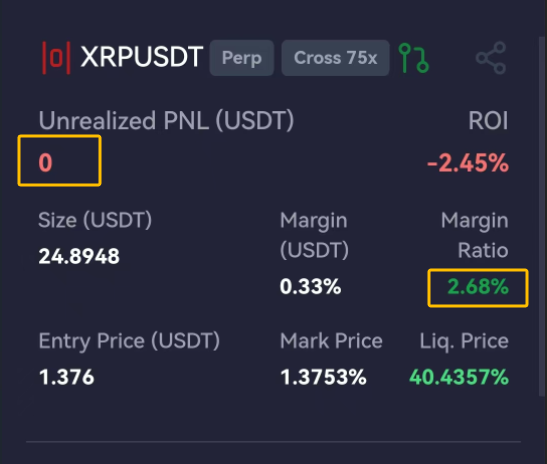 |0| XRPUSDT Perp Cross 75x
Unrealized PNL (USDT) ROI
0 -2.45%
Size (USDT) Margin (USDT) Margin Ratio
24.8948 0.33% 2.68%
Entry Price (USDT) Mark Price Liq. Price
1.376 1.3753% 40.4357%